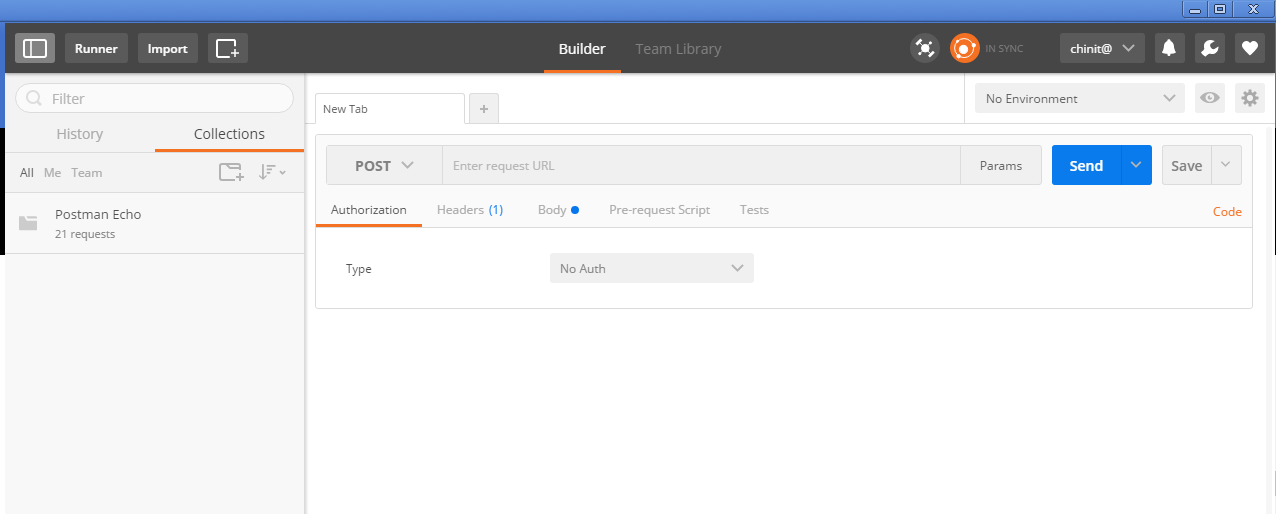 Runner Import Builder Team Library IN SYNC chinit@
Filter
History Collections
All Me Team
Postman Echo
21 requests
New Tab + No Environment
POST Enter request URL Params Send Save
Authorization Headers (1) Body Pre-request Script Tests Code
Type No Auth